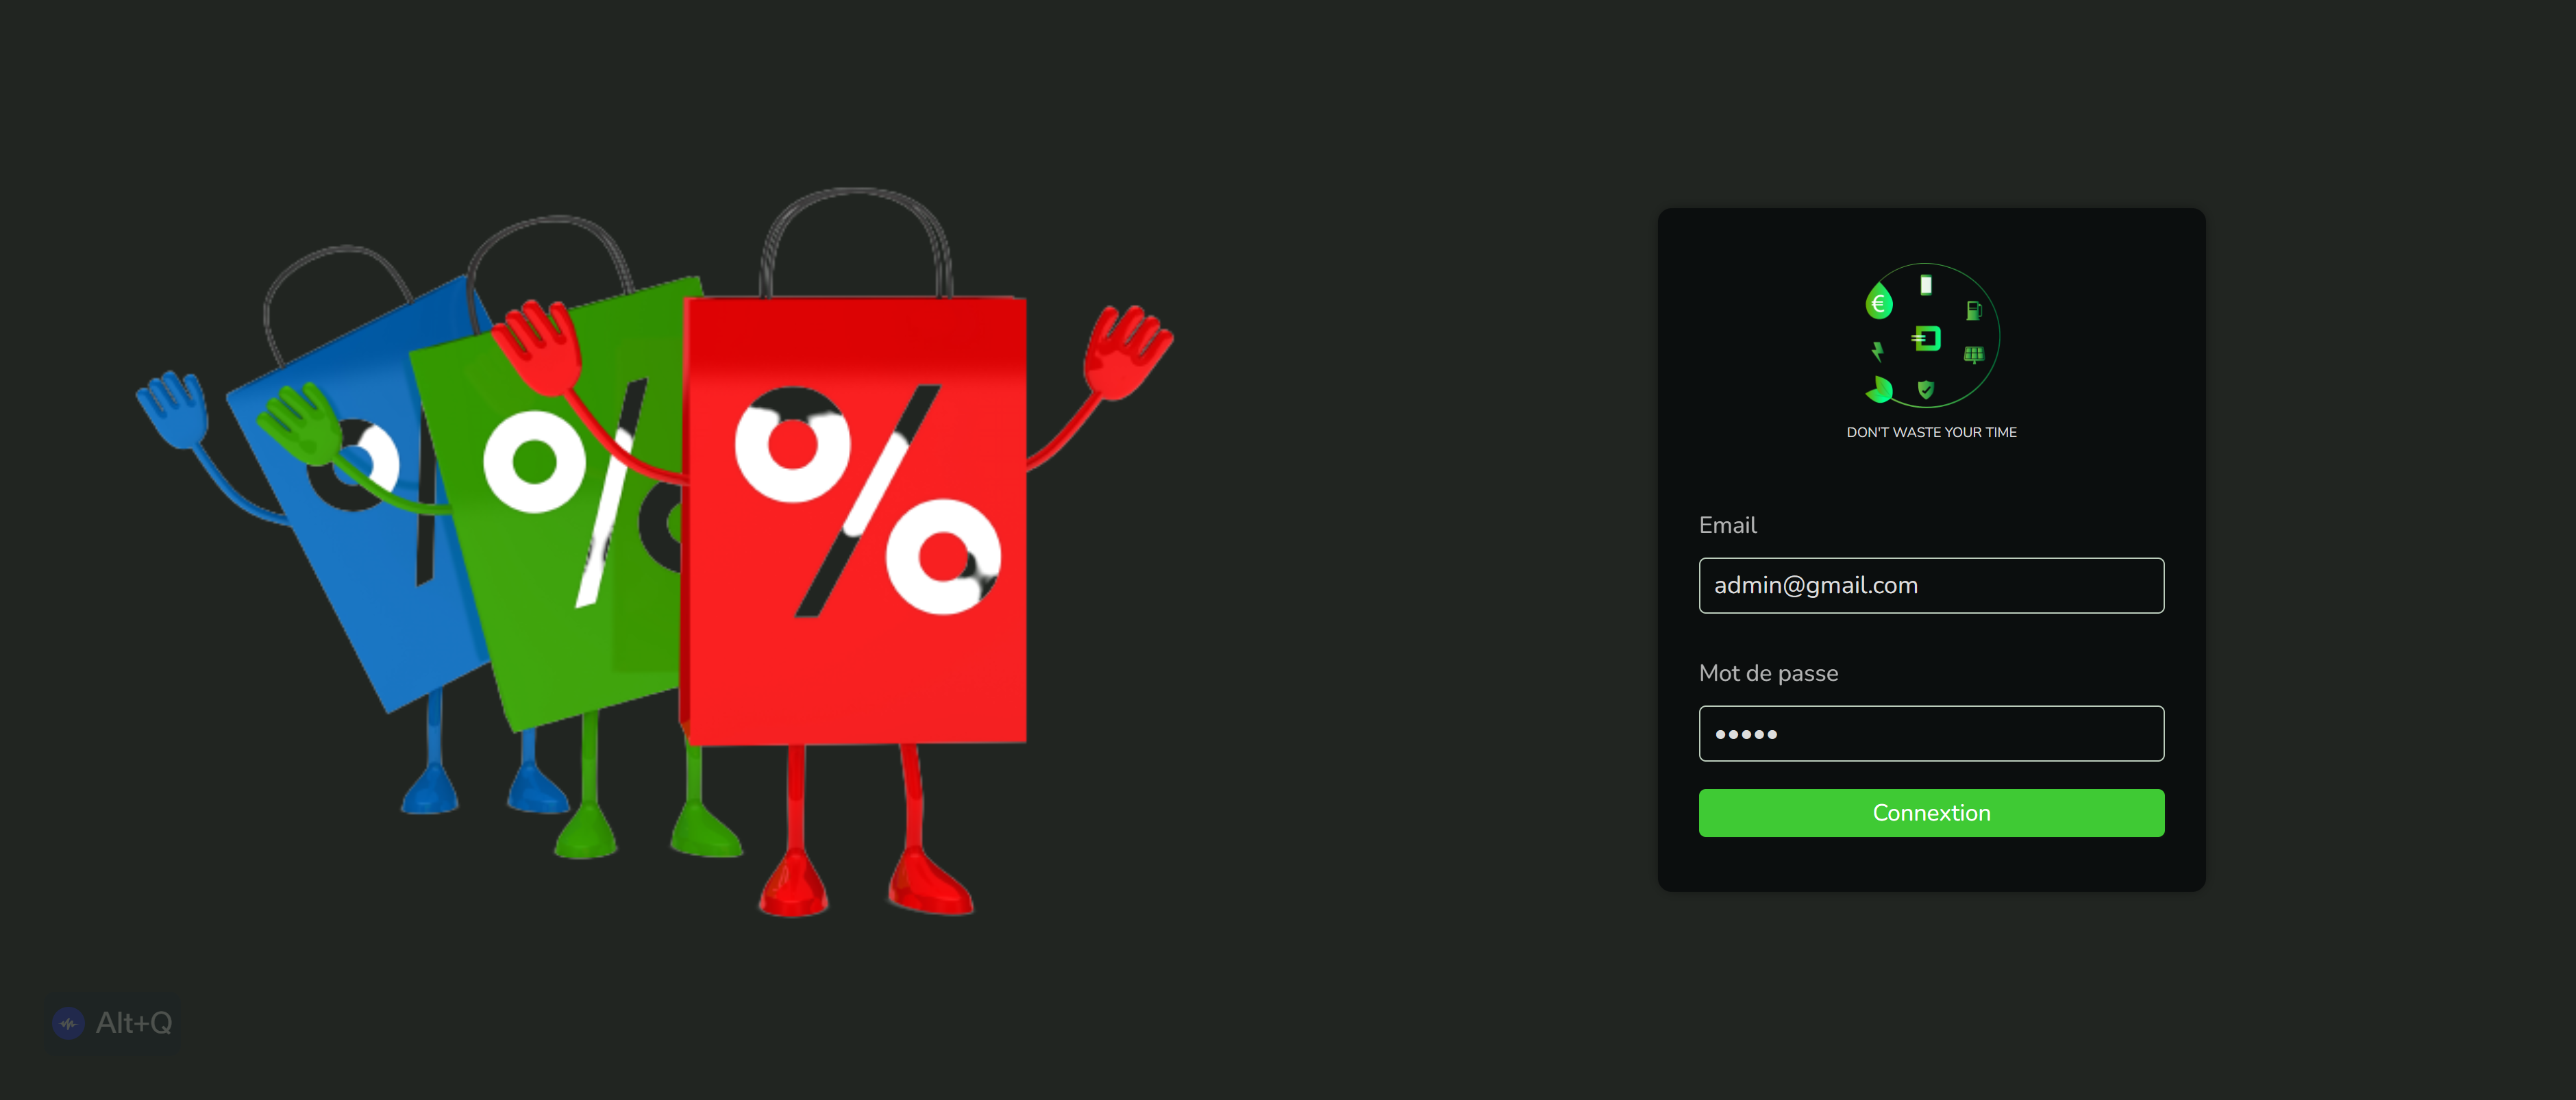 %
%
%
€
DON'T WASTE YOUR TIME
Email
admin@gmail.com
Mot de passe
•••••
Connextion
Alt+Q